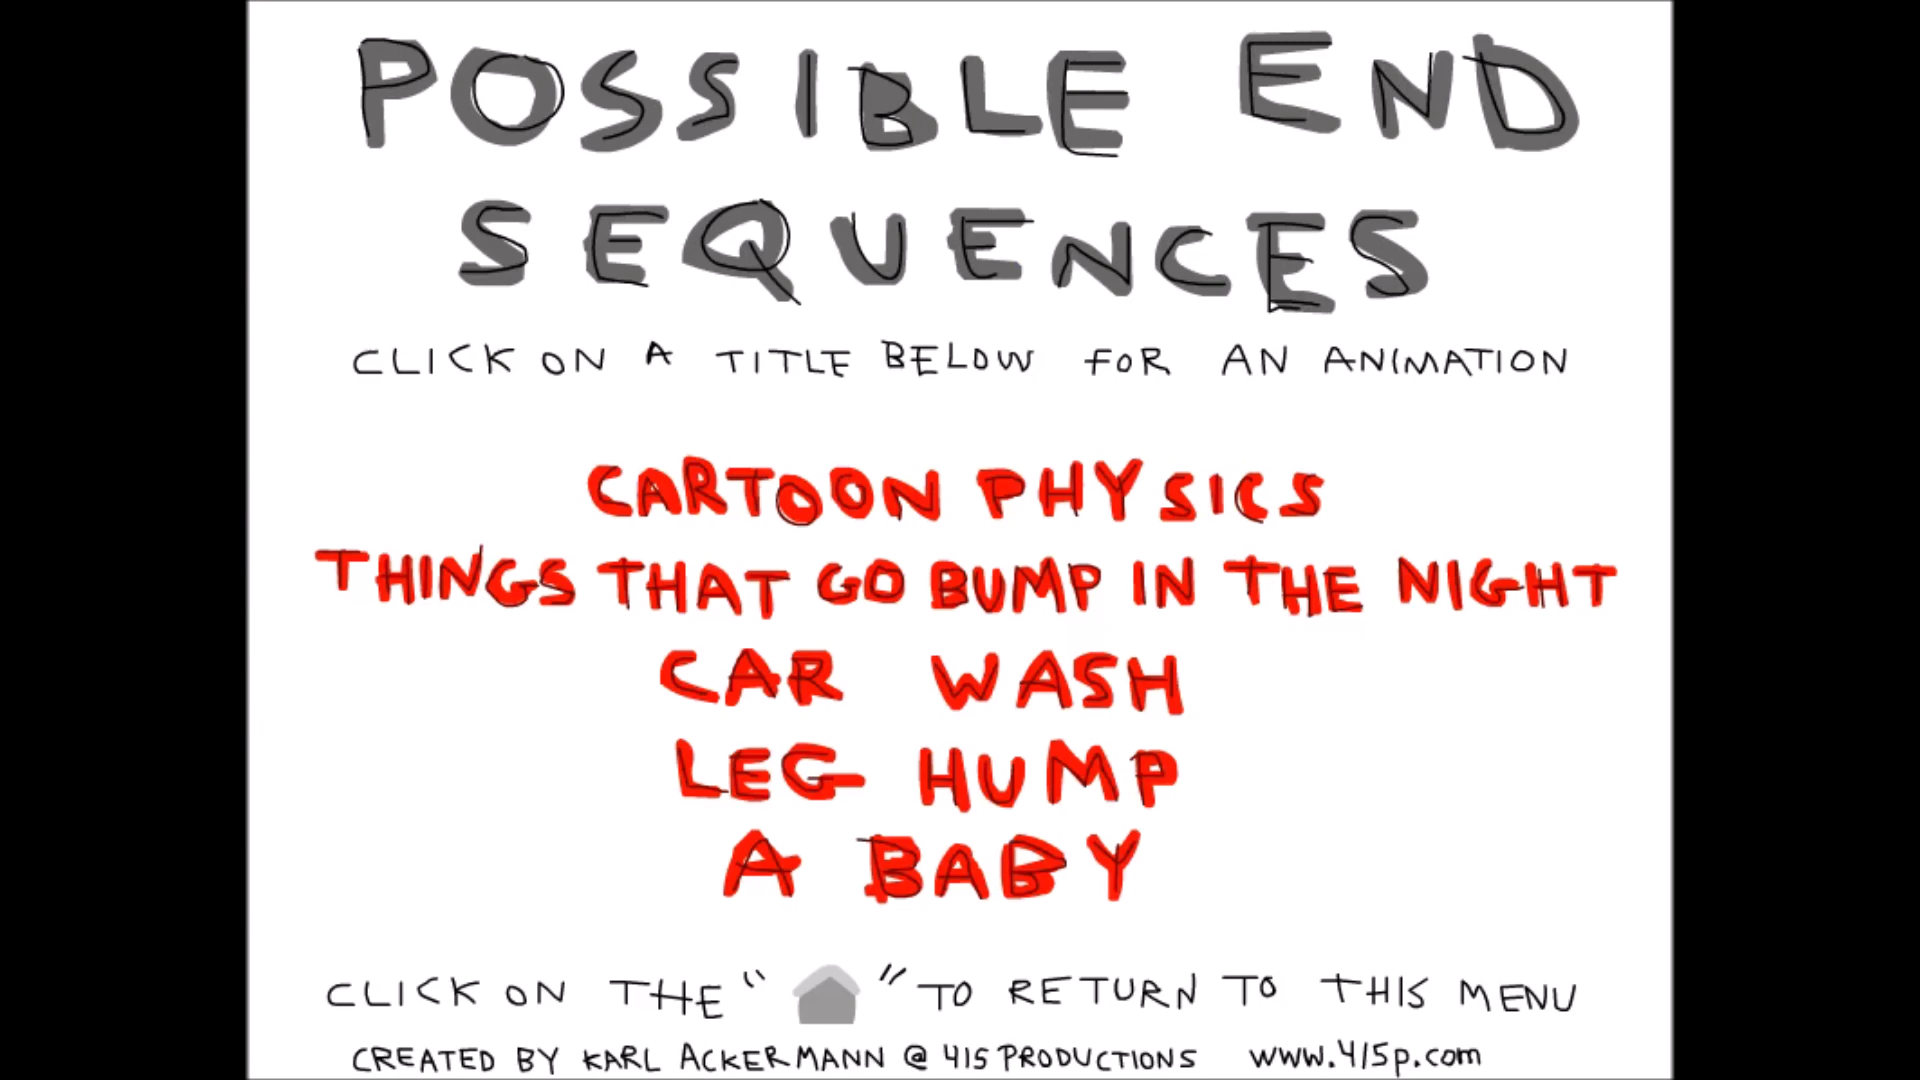 POSSIBLE END
SEQUENCES
CLICK ON A TITLE BELOW FOR AN ANIMATION
CARTOON PHYSICS
THINGS THAT GO BUMP IN THE NIGHT
CAR WASH
LEG HUMP
A BABY
CLICK ON THE " " TO RETURN TO THIS MENU
CREATED BY KARL ACKERMANN @ 415 PRODUCTIONS www.415p.com